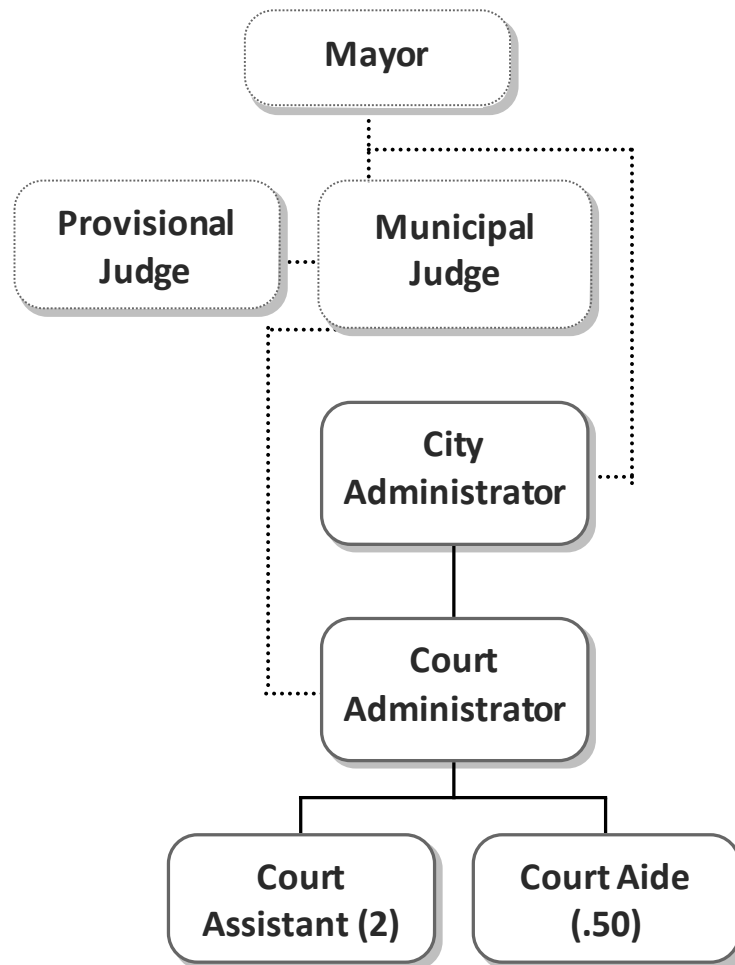 Mayor
Provisional
Judge
Municipal
Judge
City
Administrator
Court
Administrator
Court
Assistant (2)
Court Aide
(.50)